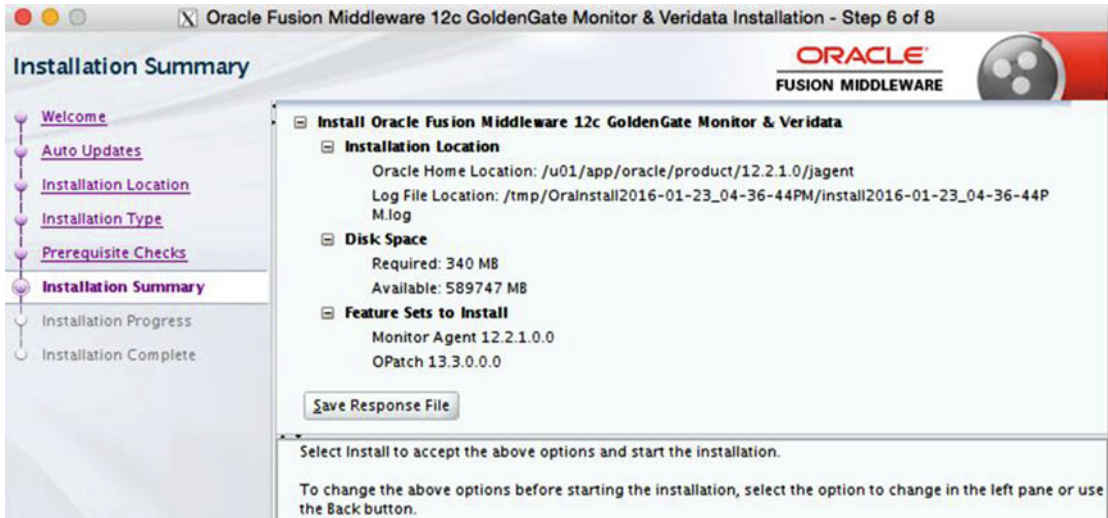 X Oracle Fusion Middleware 12c GoldenGate Monitor & Veridata Installation - Step 6 of 8
Installation Summary
ORACLE
FUSION MIDDLEWARE
Welcome
Auto Updates
Installation Location
Installation Type
Prerequisite Checks
Installation Summary
Installation Progress
Installation Complete
Install Oracle Fusion Middleware 12c GoldenGate Monitor & Veridata
Installation Location
Oracle Home Location: /u01/app/oracle/product/12.2.1.0/jagent
Log File Location: /tmp/OraInstall2016-01-23_04-36-44PM/install2016-01-23_04-36-44P
M.log
Disk Space
Required: 340 MB
Available: 589747 MB
Feature Sets to Install
Monitor Agent 12.2.1.0.0
OPatch 13.3.0.0.0
Save Response File
Select Install to accept the above options and start the installation.
To change the above options before starting the installation, select the option to change in the left pane or use
the Back button.